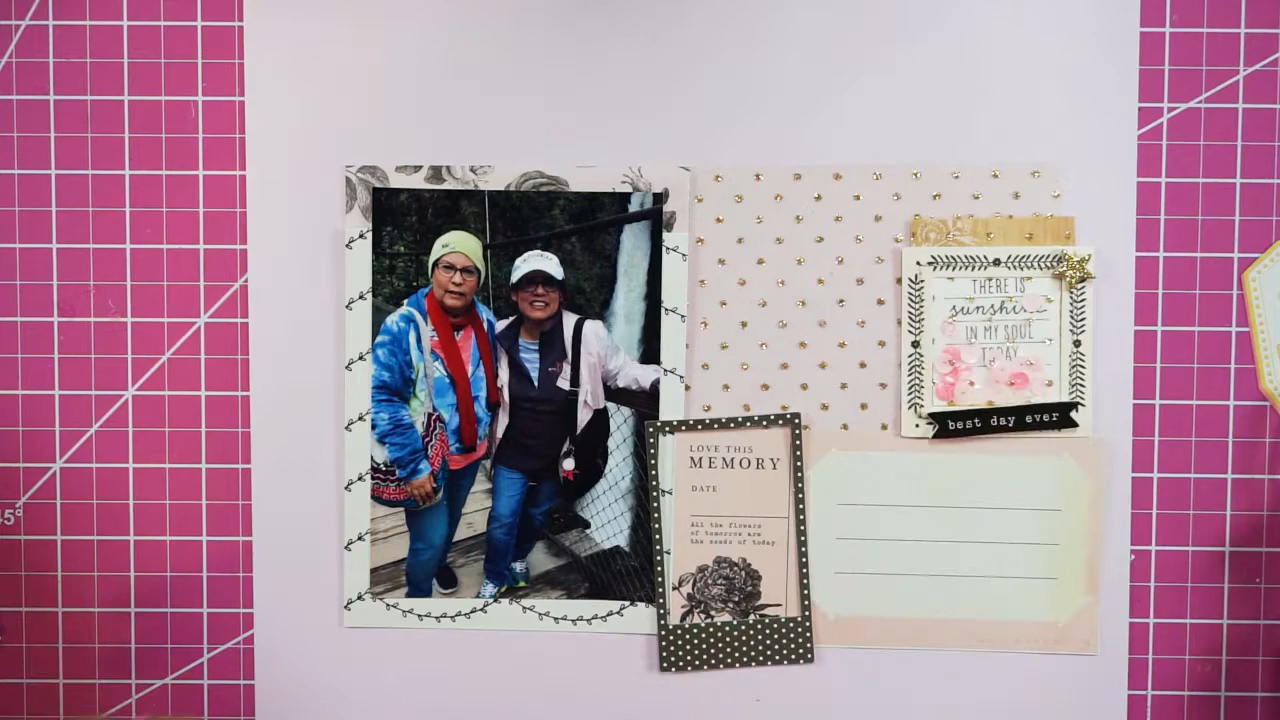 THERE IS
sunshine
IN MY SOUL
TODAY
best day ever
LOVE THIS
MEMORY
DATE
All the flowers
of tomorrow are
the seeds of today
45°